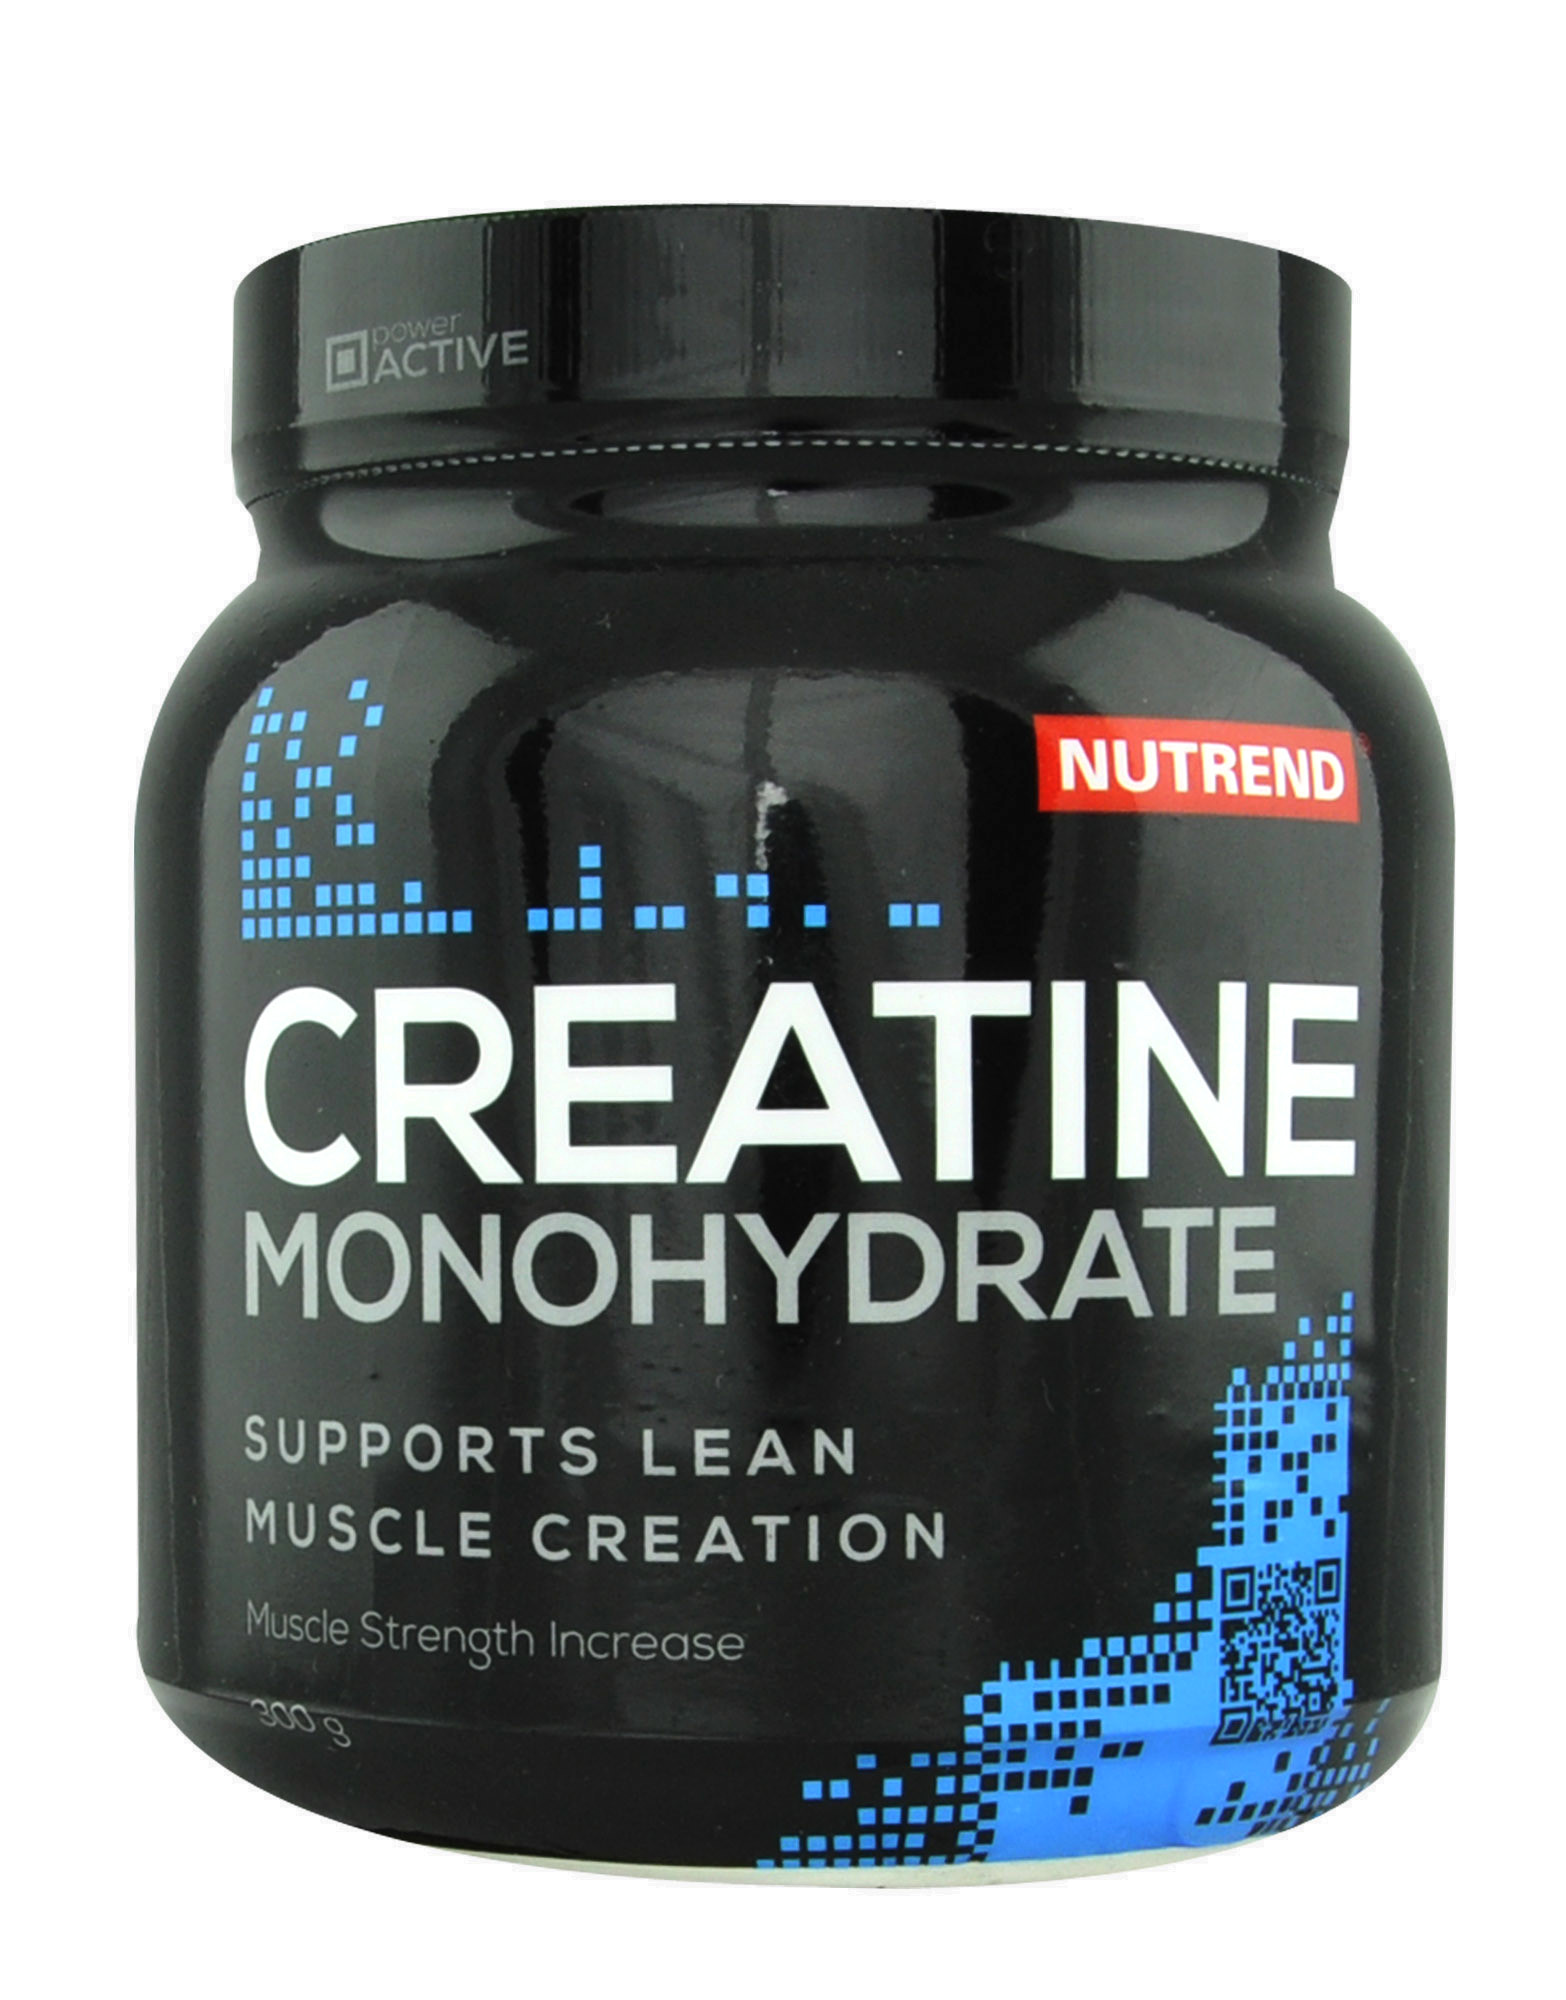 power
ACTIVE
NUTREND
CREATINE
MONOHYDRATE
SUPPORTS LEAN
MUSCLE CREATION
Muscle Strength Increase
300 g